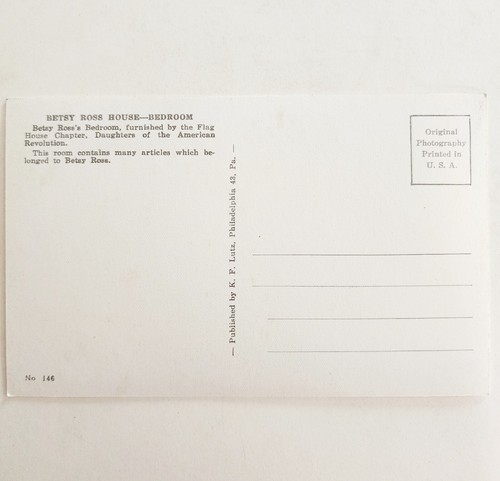 BETSY ROSS HOUSE—BEDROOM
Betsy Ross's Bedroom, furnished by the Flag
House Chapter, Daughters of the American
Revolution.
This room contains many articles which be-
longed to Betsy Ross.
No 146
— Published by K. F. Lutz, Philadelphia 43, Pa. —
Original
Photography
Printed in
U. S. A.